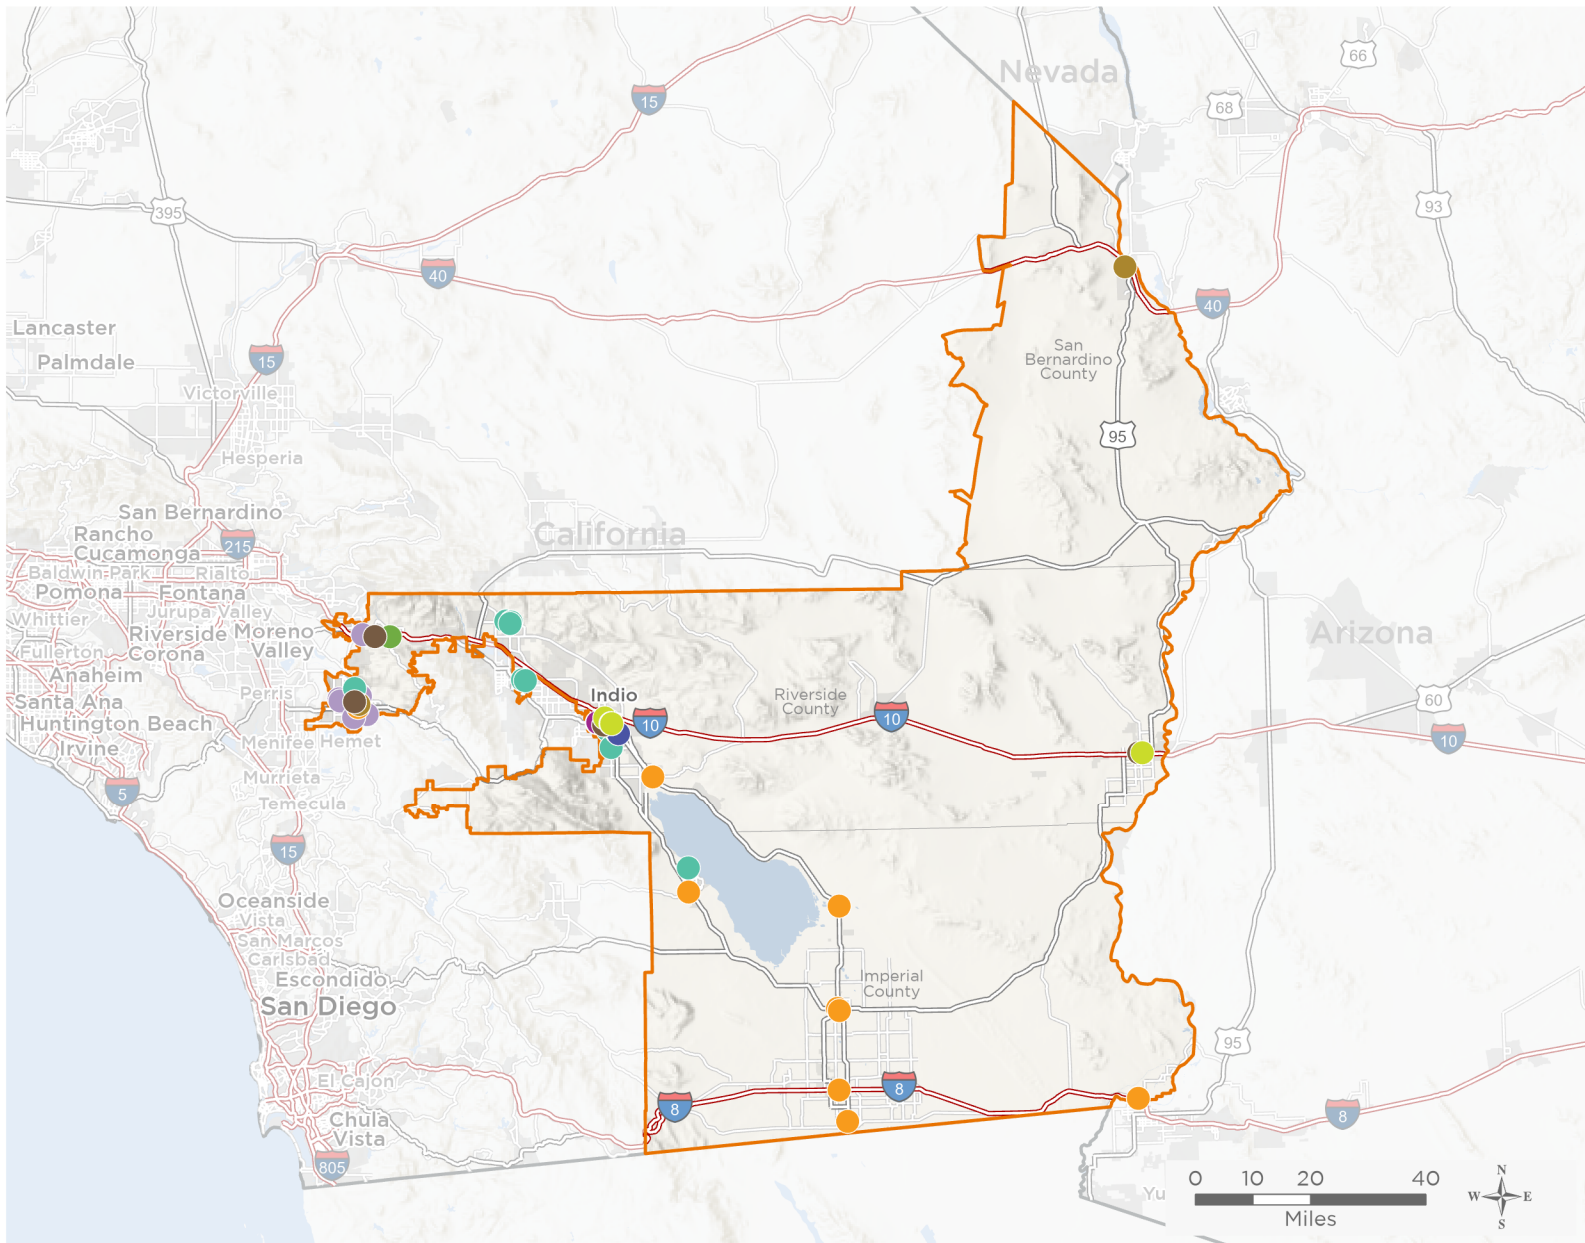 Nevada
66
15
68
93
395
40
40
Lancaster
Palmdale
15
San
Bernardino
County
Victorville
95
Hesperia
San Bernardino
Rancho
Cucamonga
215
California
Baldwin-Park
Rialto
Pomona
Fontana
Whittier
Jurupa Valley
Riverside
Moreno
Valley
Arizona
Fullerton
Corona
Anaheim
Perris
Indio
Riverside
County
60
Santa Ana
Huntington Beach
10
10
10
Irvine
Menifee
Hemet
Murrieta
5
Temecula
15
Oceanside
Vista
San Marcos
Carlsbad
Escondido
San Diego
Imperial
County
95
El Cajon
8
8
8
Chula
Vista
805
Yu
0 10 20 40
Miles
N
W E
S